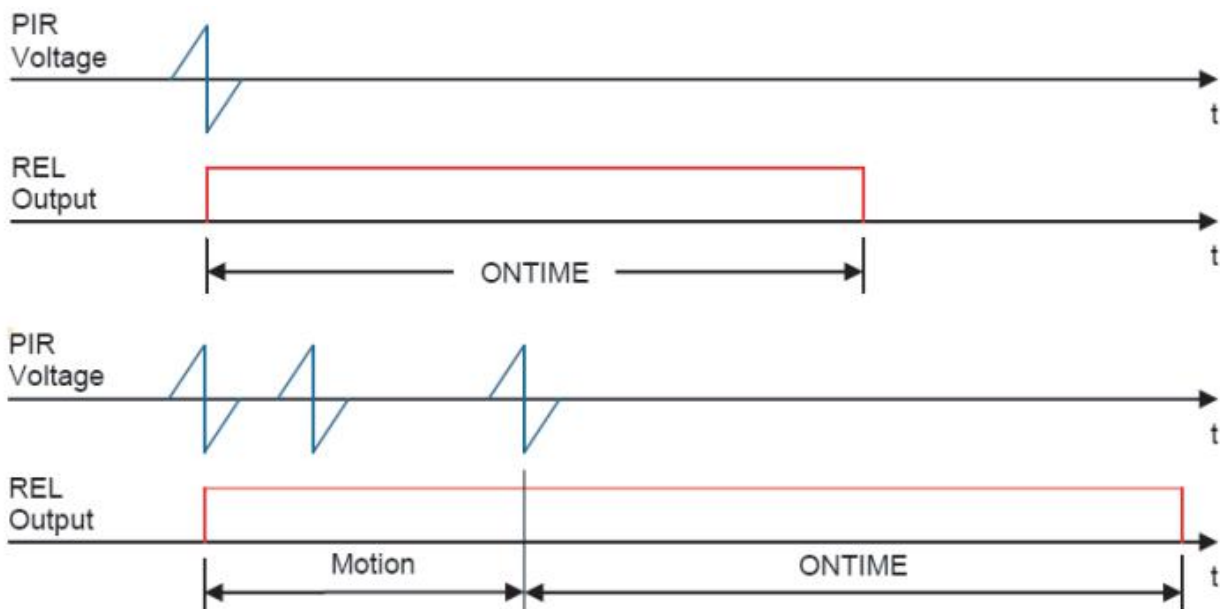 PIR
Voltage
t
REL
Output
t
ONTIME
PIR
Voltage
t
REL
Output
Motion
ONTIME
t